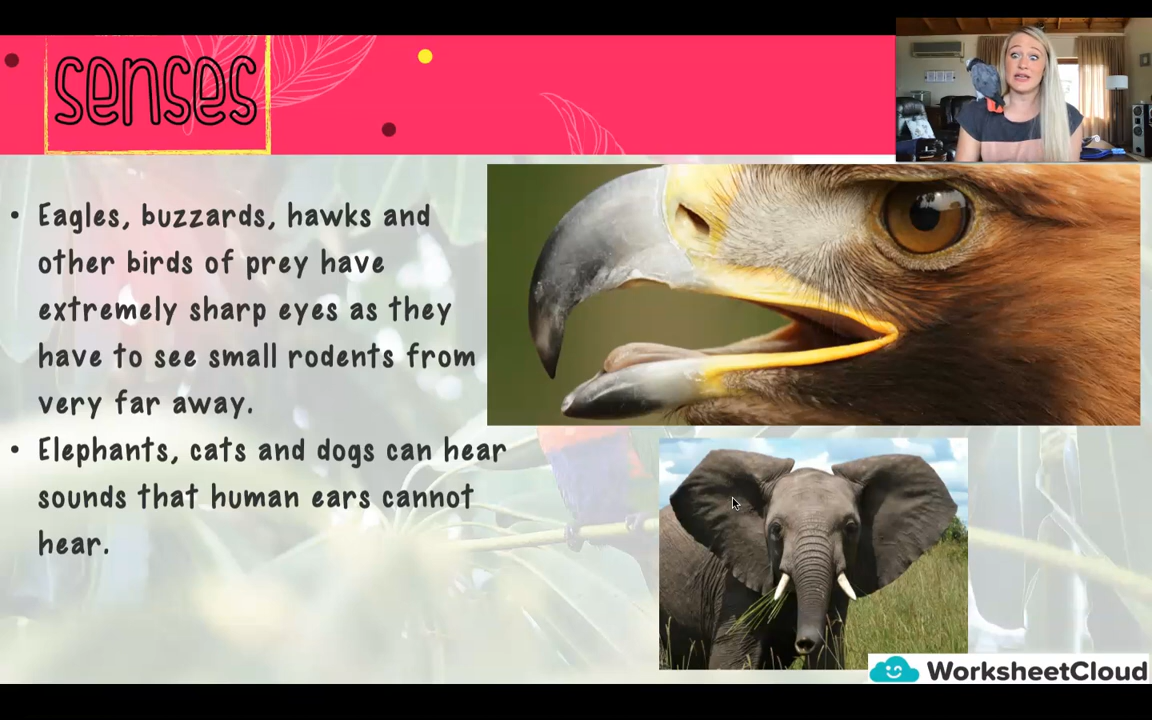 senses
• Eagles, buzzards, hawks and
other birds of prey have
extremely sharp eyes as they
have to see small rodents from
very far away.
• Elephants, cats and dogs can hear
sounds that human ears cannot
hear.
WorksheetCloud